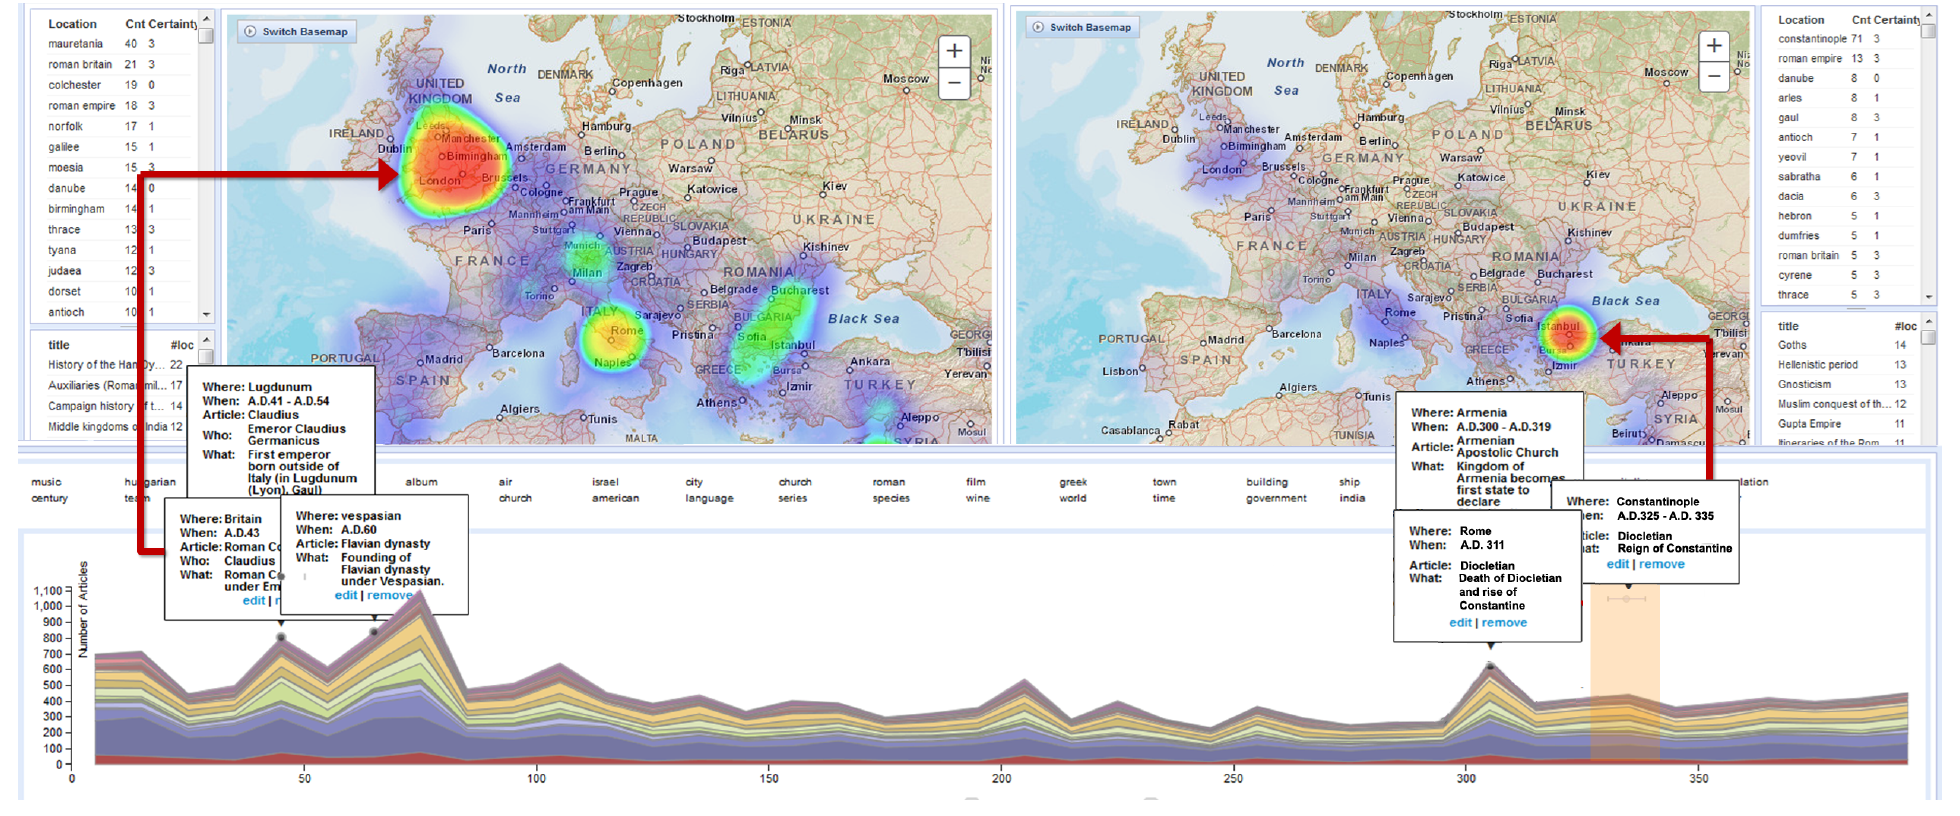 Location Cnt Certainty
mauretania 40 3
roman britain 21 3
colchester 19 0
roman empire 18 3
norfolk 17 1
galilee 15 1
moesia 15 3
danube 14 0
birmingham 14 1
thrace 13 3
tyana 12 1
judaea 12 3
dorset 10 1
antioch 10 1
title #loc
History of the Han Dy... 22
Auxiliaries (Roman mil... 17
Campaign history of t... 14
Middle kingdoms of India 12
Switch Basemap
+
−
Stockholm
ESTONIA
North
Sea
DENMARK
Copenhagen
Riga
LATVIA
Moscow
UNITED
KINGDOM
LITHUANIA
Vilnius
Minsk
BELARUS
IRELAND
Dublin
Leeds
Manchester
Birmingham
London
Hamburg
Amsterdam
Berlin
POLAND
Warsaw
GERMANY
Brussels
Cologne
Prague
Katowice
Kiev
Frankfurt
am Main
Mannheim
CZECH
REPUBLIC
UKRAINE
Paris
Stuttgart
Vienna
SLOVAKIA
Munich
AUSTRIA
Budapest
HUNGARY
Kishinev
FRANCE
Milan
Zagreb
CROATIA
ROMANIA
Torino
Belgrade
Bucharest
SERBIA
ITALY
Sarajevo
BULGARIA
Black Sea
Rome
Pristina
Sofia
Istanbul
GEORG
Tbilisi
PORTUGAL
Madrid
Barcelona
Naples
GREECE
Bursa
Ankara
Yerevan
SPAIN
Izmir
TURKEY
Athens
Algiers
Tunis
Aleppo
MALTA
SYRIA
Mosul
Switch Basemap
+
−
Stockholm
ESTONIA
North
Sea
DENMARK
Copenhagen
Riga
LATVIA
Moscow
UNITED
KINGDOM
LITHUANIA
Vilnius
Minsk
BELARUS
IRELAND
Dublin
Leeds
Manchester
Birmingham
London
Hamburg
Amsterdam
Berlin
POLAND
Warsaw
GERMANY
Brussels
Cologne
Prague
Katowice
Kiev
Frankfurt
am Main
Mannheim
CZECH
REPUBLIC
UKRAINE
Paris
Stuttgart
Vienna
SLOVAKIA
Munich
AUSTRIA
HUNGARY
Budapest
Kishinev
FRANCE
Milan
Zagreb
CROATIA
ROMANIA
Torino
Belgrade
Bucharest
SERBIA
ITALY
Sarajevo
BULGARIA
Black Sea
Rome
Pristina
Sofia
Istanbul
GEORG
Tbilisi
PORTUGAL
Madrid
Barcelona
Naples
GREECE
Bursa
Ankara
Yerevan
SPAIN
Lisbon
Izmir
TURKEY
Athens
Algiers
Tunis
Aleppo
Mosul
SYRIA
Casablanca
Rabat
TUNISIA
Beirut
Damascu
Location Cnt Certainty
constantinople 71 3
roman empire 13 3
danube 8 0
arles 8 1
gaul 8 3
antioch 7 1
yeovil 7 1
sabratha 6 1
dacia 6 3
hebron 5 1
dumfries 5 1
roman britain 5 3
cyrene 5 3
thrace 5 3
title #loc
Goths 14
Hellenistic period 13
Gnosticism 13
Muslim conquest of th... 12
Gupta Empire 11
Itineraries of the Rom 11
Where: Lugdunum
When: A.D.41 - A.D.54
Article: Claudius
Who: Emeror Claudius
Germanicus
What: First emperor
born outside of
Italy (in Lugdunum
(Lyon), Gaul)
Where: Britain
When: A.D.43
Article: Roman Co
Who: Claudius
What: Roman C
under Em
edit |
Where: vespasian
When: A.D.60
Article: Flavian dynasty
What: Founding of
Flavian dynasty
under Vespasian.
edit | remove
Where: Armenia
When: A.D.300 - A.D.319
Article: Armenian
Apostolic Church
What: Kingdom of
Armenia becomes
first state to
declare
Where: Rome
When: A.D. 311
Article: Diocletian
What: Death of Diocletian
and rise of
Constantine
edit | remove
Where: Constantinople
en: A.D.325 - A.D. 335
ticle: Diocletian
at: Reign of Constantine
edit | remove
music hungarian album air israel city church roman film greek town building ship lation
century team church american language series species wine world time government india
Number of Articles
1,100
1,000
900
800
700
600
500
400
300
200
100
0
0 50 100 150 200 250 300 350